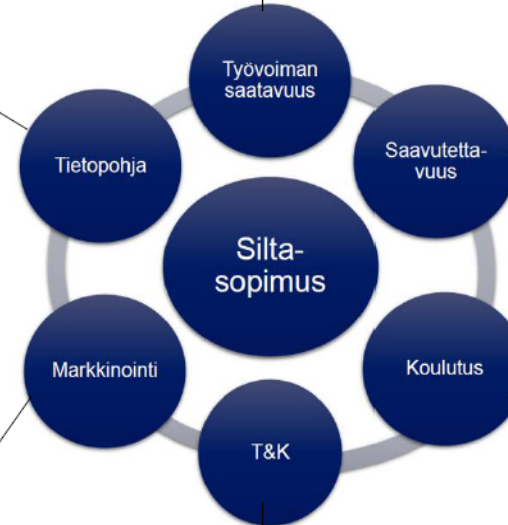 Työvoiman
saatavuus
Tietopohja
Saavutetta-
vuus
Silta-
sopimus
Markkinointi
Koulutus
T&K